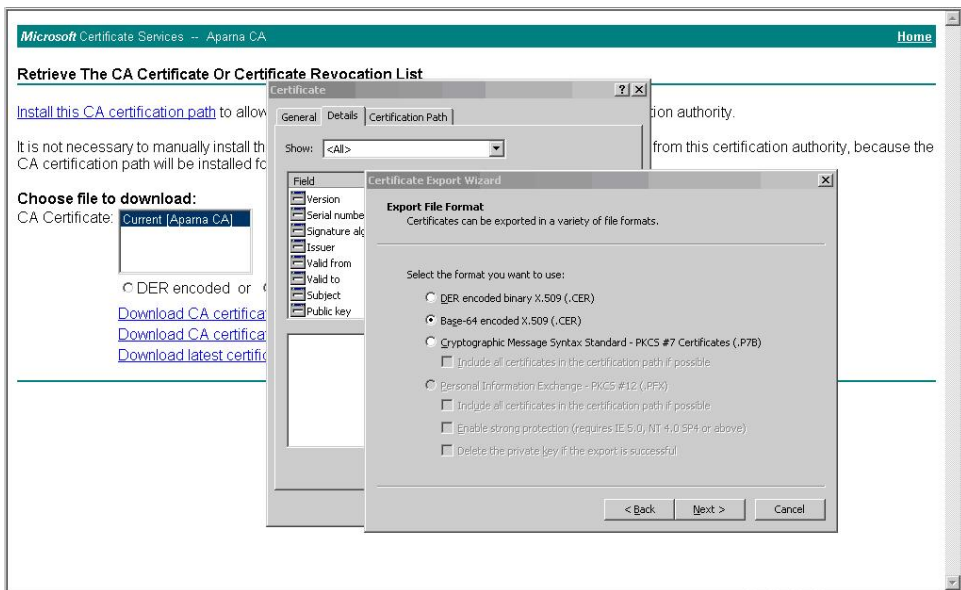 Microsoft Certificate Services -- Aparna CA Home
Retrieve The CA Certificate Or Certificate Revocation List
Install this CA certification path to allow
tion authority.
It is not necessary to manually install th
from this certification authority, because the
CA certification path will be installed fo
Choose file to download:
CA Certificate: Current [Aparna CA]
DER encoded or
Download CA certifica
Download CA certifica
Download latest certific
Certificate
General Details Certification Path
Show: <All>
Field
Version
Serial numbe
Signature alg
Issuer
Valid from
Valid to
Subject
Public key
Certificate Export Wizard
Export File Format
Certificates can be exported in a variety of file formats.
Select the format you want to use:
DER encoded binary X.509 (.CER)
Base-64 encoded X.509 (.CER)
Cryptographic Message Syntax Standard - PKCS #7 Certificates (.P7B)
Include all certificates in the certification path if possible
Personal Information Exchange - PKCS #12 (.PFX)
Include all certificates in the certification path if possible
Enable strong protection (requires IE 5.0, NT 4.0 SP4 or above)
Delete the private key if the export is successful
< Back Next > Cancel